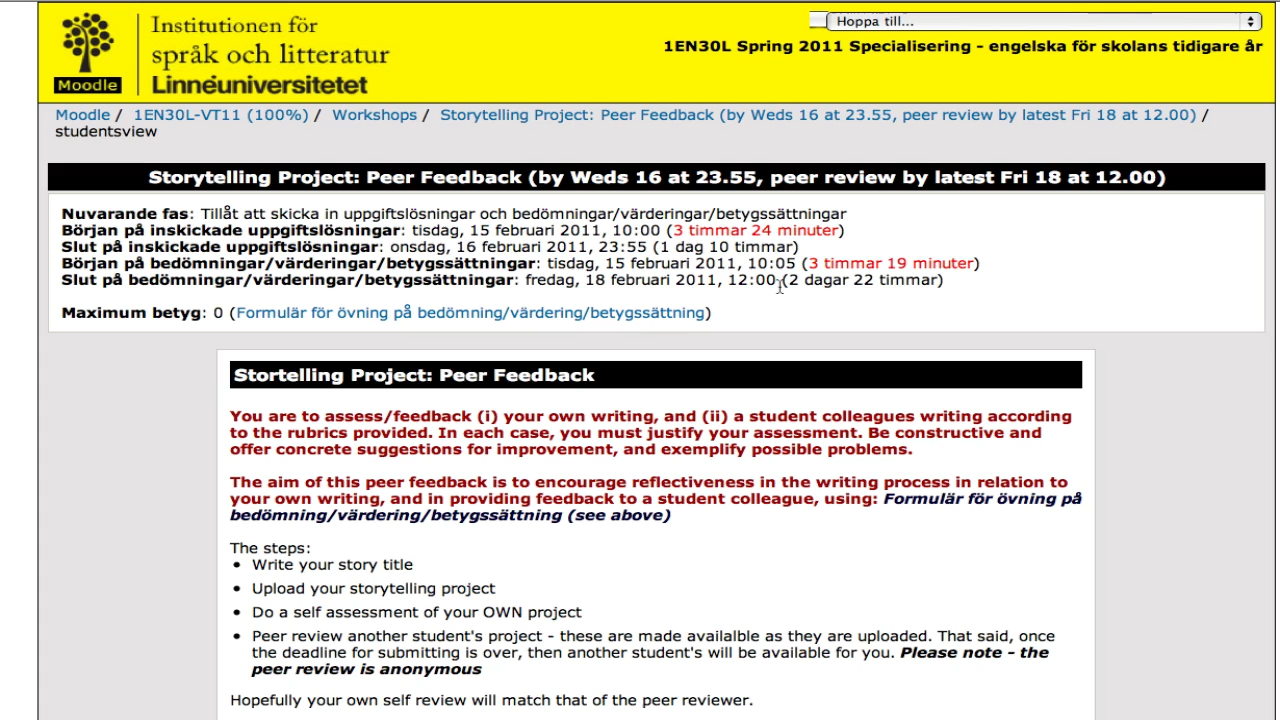 Institutionen för
språk och litteratur
Linnéuniversitetet
Moodle
Hoppa till...
1EN30L Spring 2011 Specialisering - engelska för skolans tidigare år
Moodle / 1EN30L-VT11 (100%) / Workshops / Storytelling Project: Peer Feedback (by Weds 16 at 23.55, peer review by latest Fri 18 at 12.00) /
studentsview
Storytelling Project: Peer Feedback (by Weds 16 at 23.55, peer review by latest Fri 18 at 12.00)
Nuvarande fas: Tillåt att skicka in uppgiftslösningar och bedömningar/värderingar/betygssättningar
Början på inskickade uppgiftslösningar: tisdag, 15 februari 2011, 10:00 (3 timmar 24 minuter)
Slut på inskickade uppgiftslösningar: onsdag, 16 februari 2011, 23:55 (1 dag 10 timmar)
Början på bedömningar/värderingar/betygssättningar: tisdag, 15 februari 2011, 10:05 (3 timmar 19 minuter)
Slut på bedömningar/värderingar/betygssättningar: fredag, 18 februari 2011, 12:00 (2 dagar 22 timmar)
Maximum betyg: 0 (Formulär för övning på bedömning/värdering/betygssättning)
Stortelling Project: Peer Feedback
You are to assess/feedback (i) your own writing, and (ii) a student colleagues writing according
to the rubrics provided. In each case, you must justify your assessment. Be constructive and
offer concrete suggestions for improvement, and exemplify possible problems.
The aim of this peer feedback is to encourage reflectiveness in the writing process in relation to
your own writing, and in providing feedback to a student colleague, using: Formulär för övning på
bedömning/värdering/betygssättning (see above)
The steps:
• Write your story title
• Upload your storytelling project
• Do a self assessment of your OWN project
• Peer review another student's project - these are made availalble as they are uploaded. That said, once
the deadline for submitting is over, then another student's will be available for you. Please note - the
peer review is anonymous
Hopefully your own self review will match that of the peer reviewer.